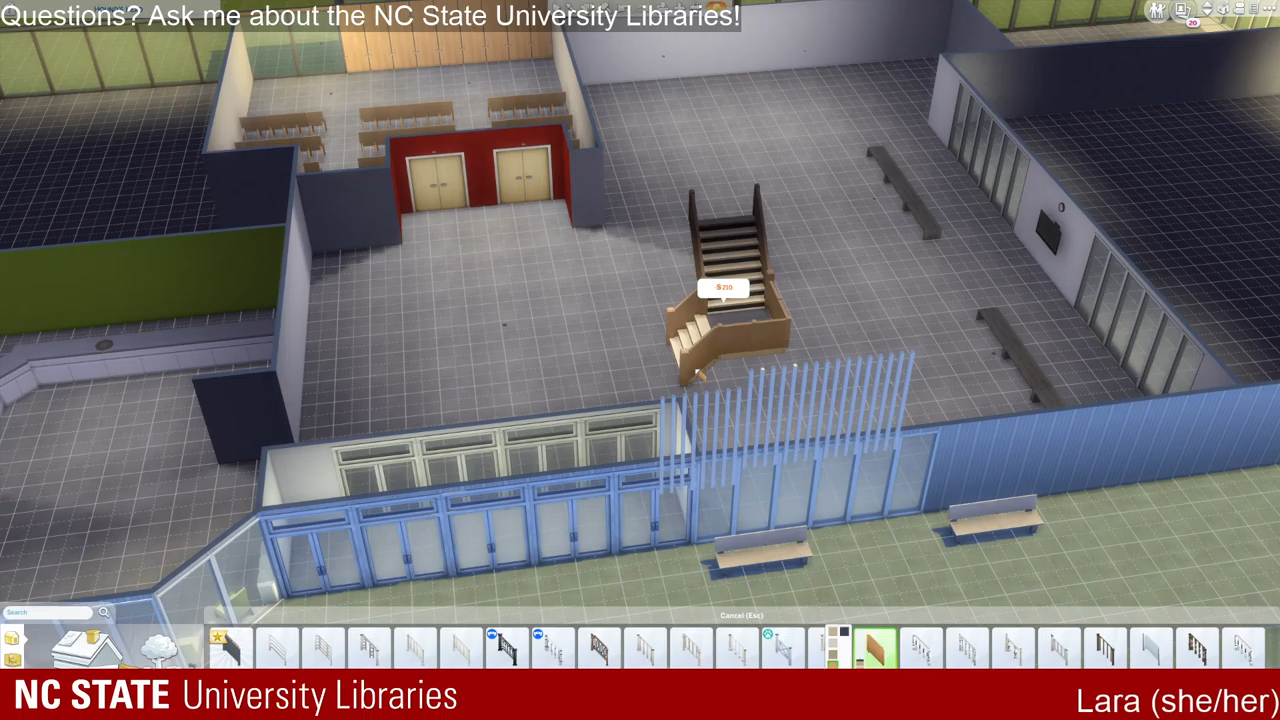 Questions? Ask me about the NC State University Libraries!
20
$ 210
Cancel (Esc)
Search
NC STATE University Libraries
Lara (she/her)